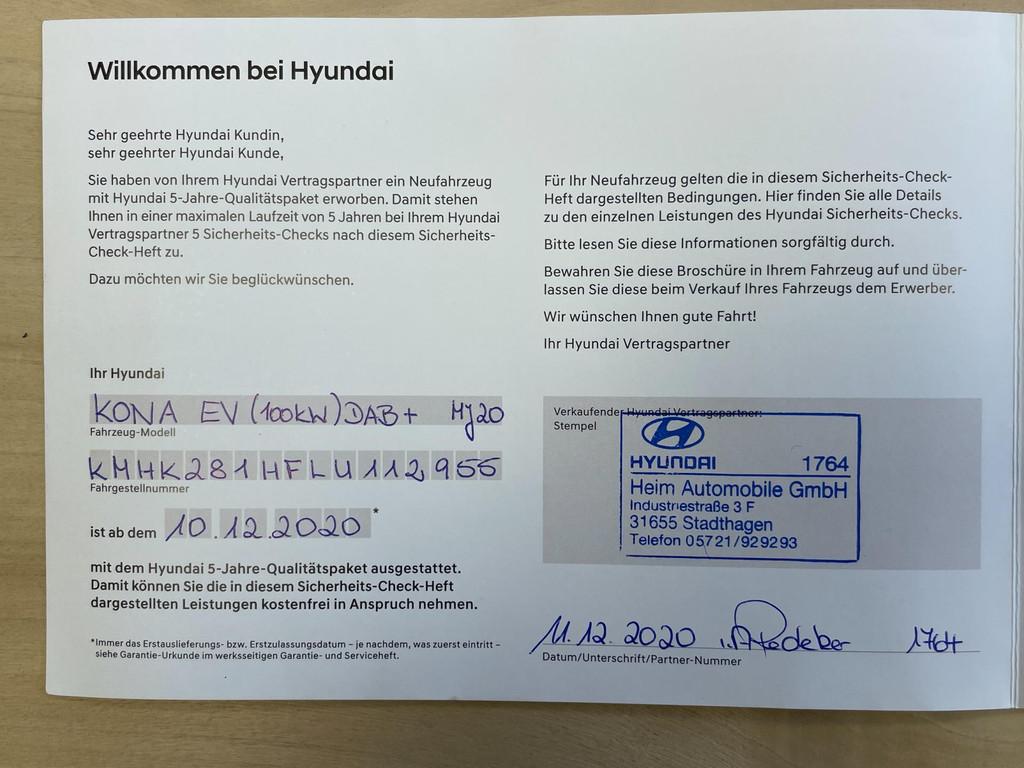 Willkommen bei Hyundai
Sehr geehrte Hyundai Kundin,
sehr geehrter Hyundai Kunde,
Sie haben von Ihrem Hyundai Vertragspartner ein Neufahrzeug
mit Hyundai 5-Jahre-Qualitätspaket erworben. Damit stehen
Ihnen in einer maximalen Laufzeit von 5 Jahren bei Ihrem Hyundai
Vertragspartner 5 Sicherheits-Checks nach diesem Sicherheits-
Check-Heft zu.
Dazu möchten wir Sie beglückwünschen.
Ihr Hyundai
KONA EV (100KW) DAB+ MJ20
Fahrzeug-Modell
KMHK281HFLU112955
Fahrgestellnummer
ist ab dem 10.12.2020 *
mit dem Hyundai 5-Jahre-Qualitätspaket ausgestattet.
Damit können Sie die in diesem Sicherheits-Check-Heft
dargestellten Leistungen kostenfrei in Anspruch nehmen.
*Immer das Erstauslieferungs- bzw. Erstzulassungsdatum – je nachdem, was zuerst eintritt –
siehe Garantie-Urkunde im werksseitigen Garantie- und Serviceheft.
Für Ihr Neufahrzeug gelten die in diesem Sicherheits-Check-
Heft dargestellten Bedingungen. Hier finden Sie alle Details
zu den einzelnen Leistungen des Hyundai Sicherheits-Checks.
Bitte lesen Sie diese Informationen sorgfältig durch.
Bewahren Sie diese Broschüre in Ihrem Fahrzeug auf und über-
lassen Sie diese beim Verkauf Ihres Fahrzeugs dem Erwerber.
Wir wünschen Ihnen gute Fahrt!
Ihr Hyundai Vertragspartner
Verkaufender Hyundai Vertragspartner:
Stempel
HYUNDAI 1764
Heim Automobile GmbH
Industriestraße 3 F
31655 Stadthagen
Telefon 05721/929293
11.12.2020 1764
Datum/Unterschrift/Partner-Nummer